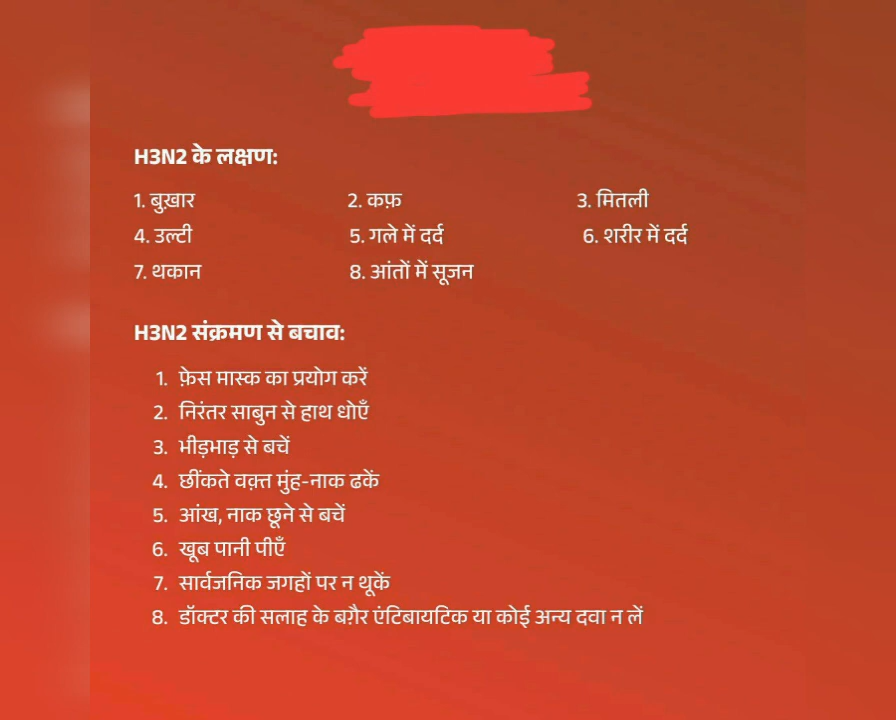 H3N2 के लक्षण:
1. बुख़ार 2. कफ़ 3. मितली
4. उल्टी 5. गले में दर्द 6. शरीर में दर्द
7. थकान 8. आंतों में सूजन
H3N2 संक्रमण से बचाव:
1. फ़ेस मास्क का प्रयोग करें
2. निरंतर साबुन से हाथ धोएँ
3. भीड़भाड़ से बचें
4. छींकते वक़्त मुंह-नाक ढकें
5. आंख, नाक छूने से बचें
6. खूब पानी पीएँ
7. सार्वजनिक जगहों पर न थूकें
8. डॉक्टर की सलाह के बग़ैर एंटिबायटिक या कोई अन्य दवा न लें